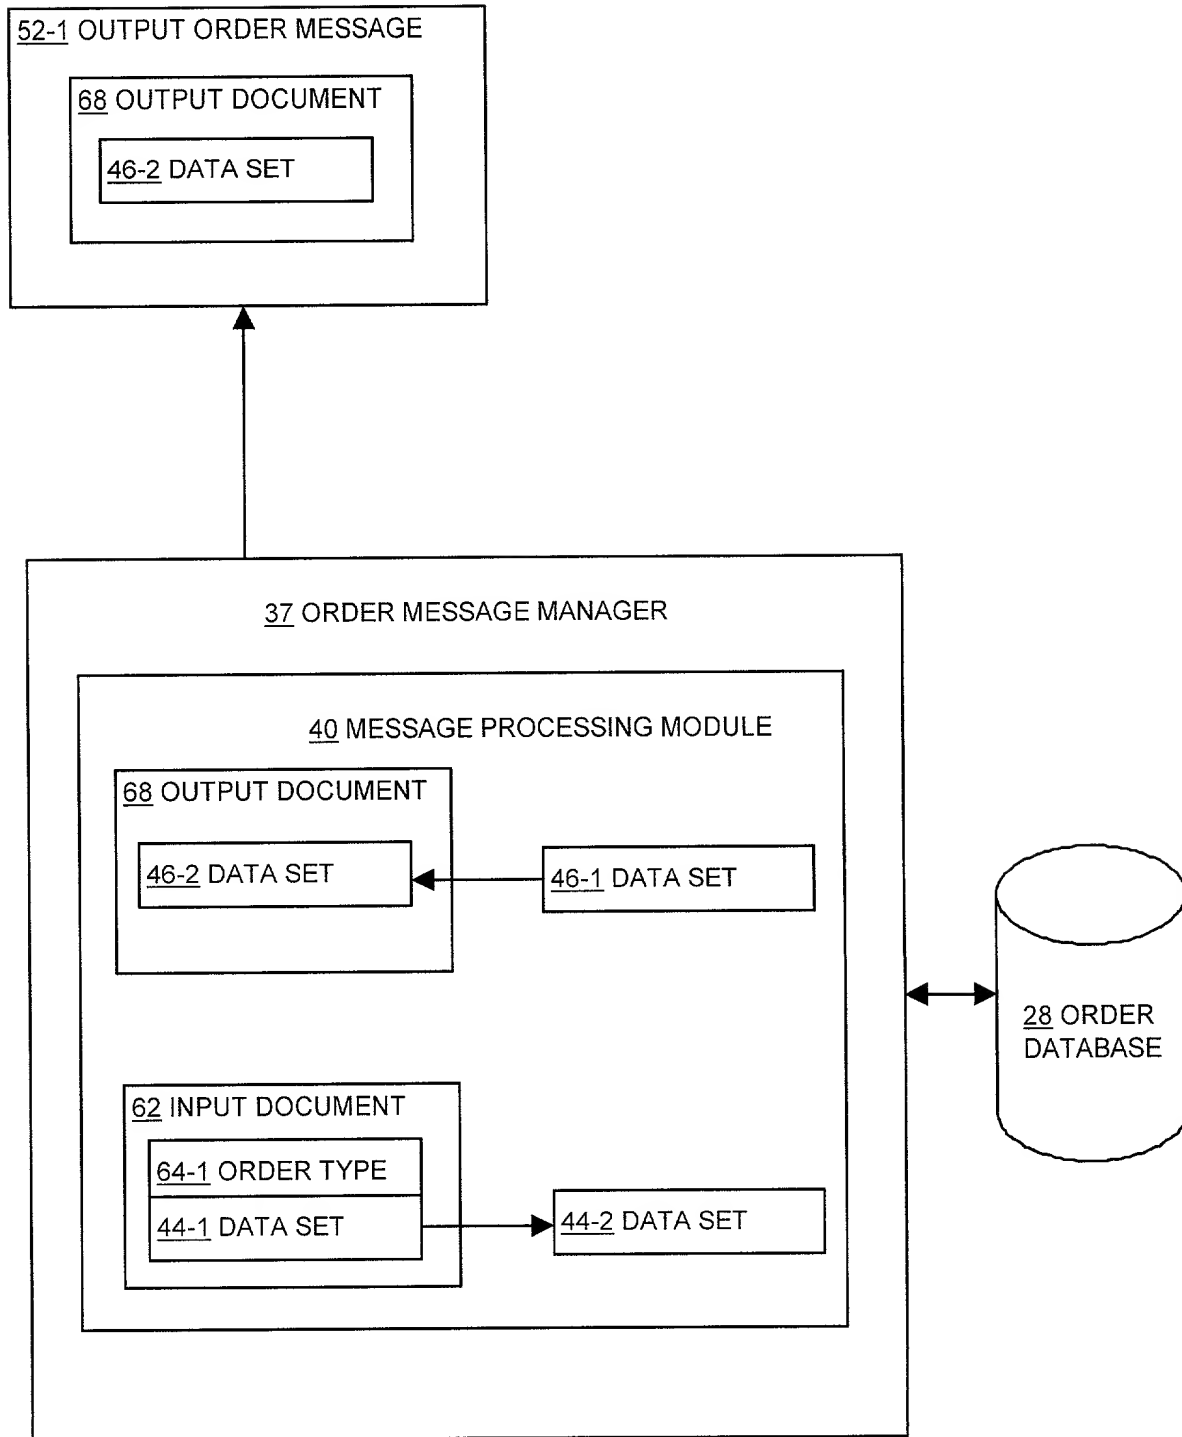 52-1 OUTPUT ORDER MESSAGE
68 OUTPUT DOCUMENT
46-2 DATA SET
37 ORDER MESSAGE MANAGER
40 MESSAGE PROCESSING MODULE
68 OUTPUT DOCUMENT
46-2 DATA SET
46-1 DATA SET
28 ORDER
DATABASE
62 INPUT DOCUMENT
64-1 ORDER TYPE
44-1 DATA SET
44-2 DATA SET